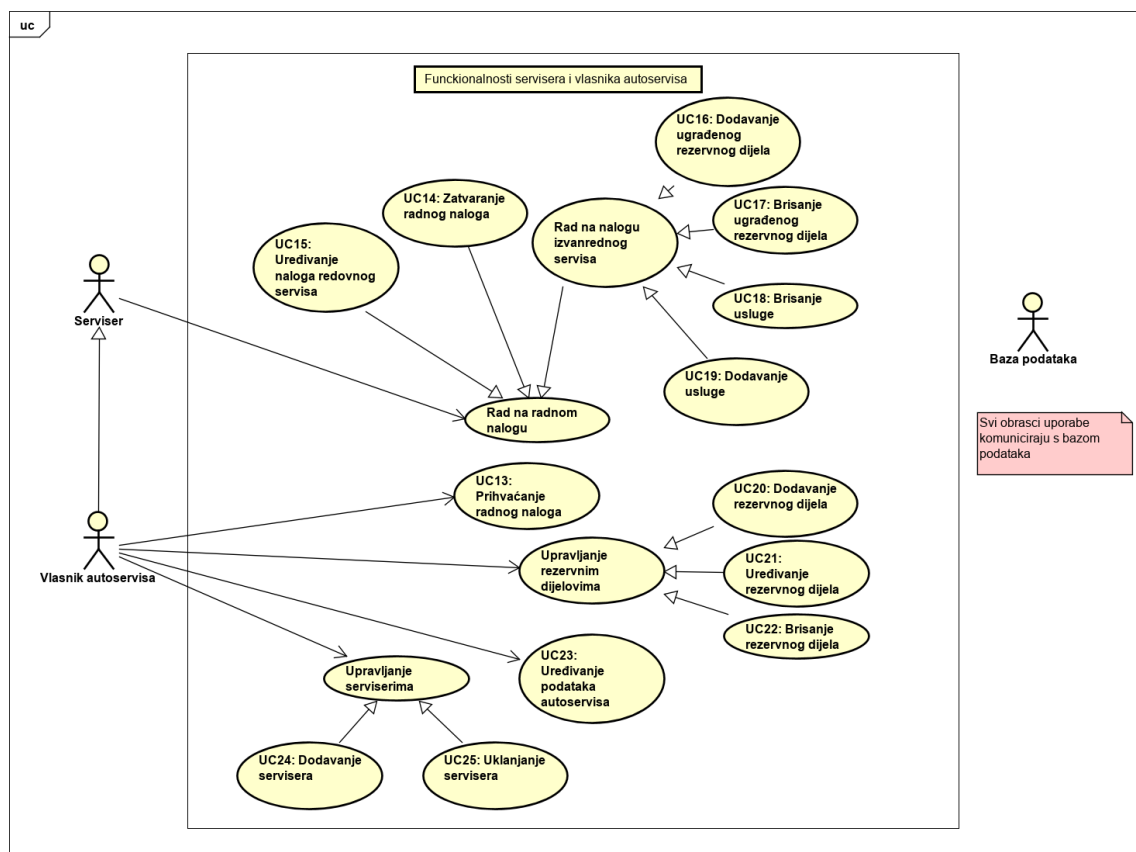 uc
Funckionalnosti servisera i vlasnika autoservisa
UC16: Dodavanje
ugrađenog
rezervnog dijela
UC14: Zatvaranje
radnog naloga
UC17: Brisanje
ugrađenog
rezervnog dijela
Rad na nalogu
izvanrednog
servisa
UC15:
Uređivanje
naloga redovnog
servisa
UC18: Brisanje
usluge
Serviser
Baza podataka
UC19: Dodavanje
usluge
Rad na radnom
nalogu
Svi obrasci uporabe
komuniciraju s bazom
podataka
UC13:
Prihvaćanje
radnog naloga
UC20: Dodavanje
rezervnog dijela
Vlasnik autoservisa
Upravljanje
rezervnim
dijelovima
UC21:
Uređivanje
rezervnog dijela
UC22: Brisanje
rezervnog dijela
Upravljanje
serviserima
UC23:
Uređivanje
podataka
autoservisa
UC24: Dodavanje
servisera
UC25: Uklanjanje
servisera